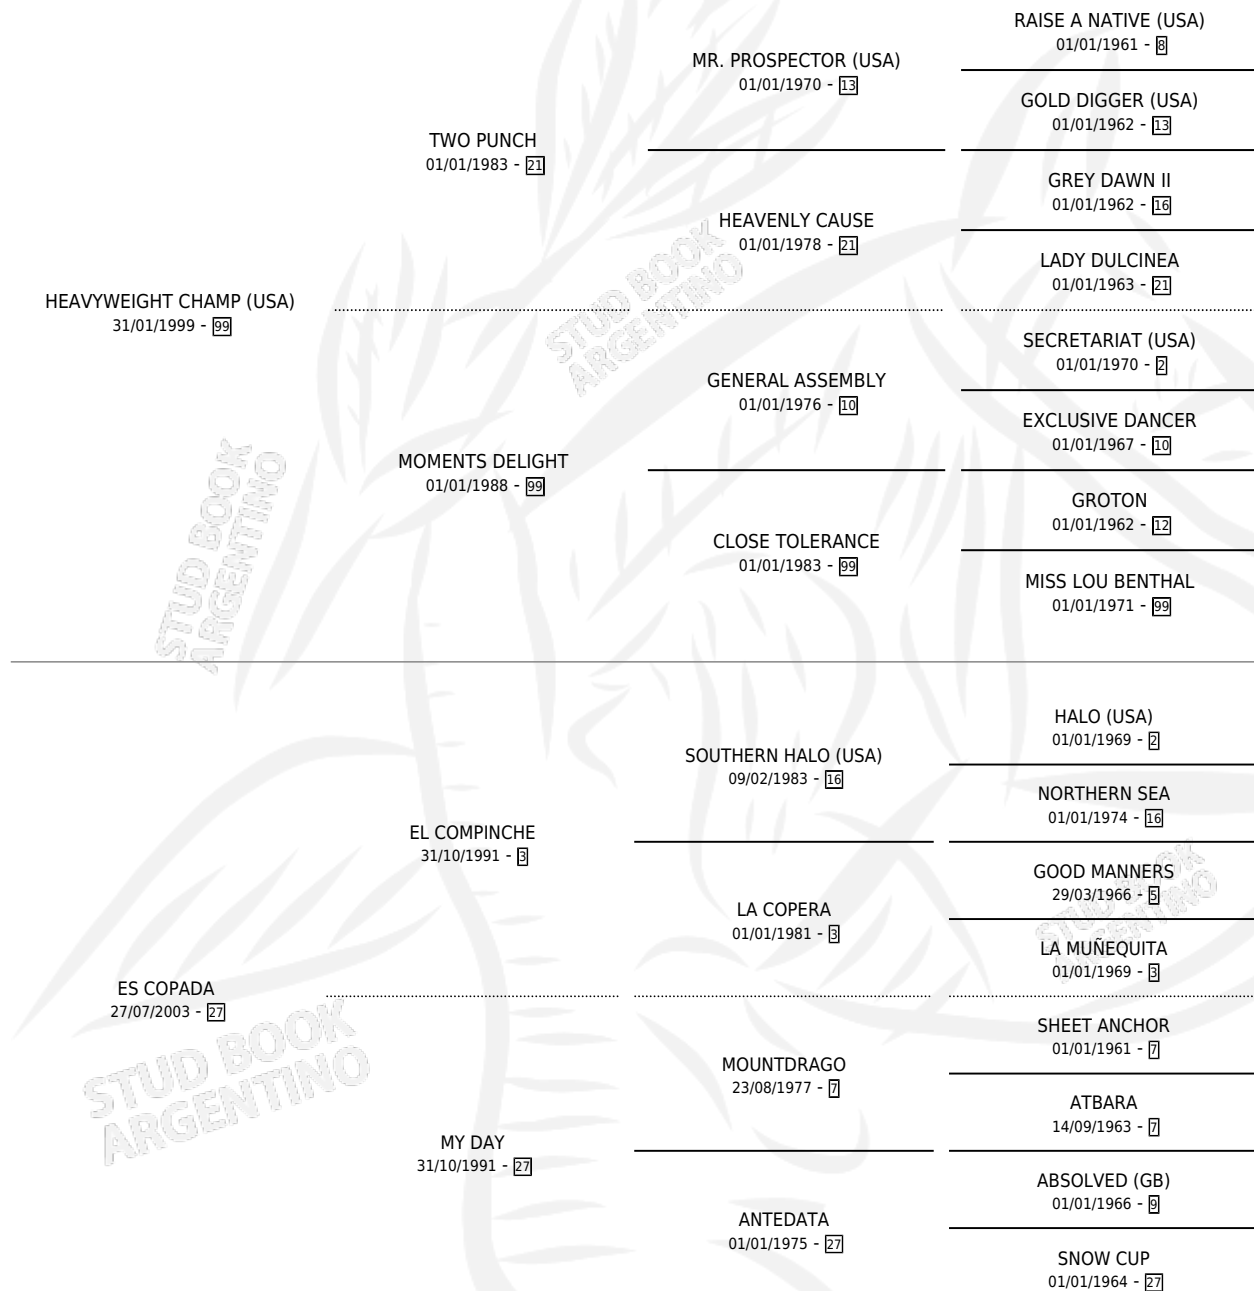 RAISE A NATIVE (USA)
01/01/1961 - 8
MR. PROSPECTOR (USA)
01/01/1970 - 13
GOLD DIGGER (USA)
01/01/1962 - 13
TWO PUNCH
01/01/1983 - 21
GREY DAWN II
01/01/1962 - 16
HEAVENLY CAUSE
01/01/1978 - 21
LADY DULCINEA
01/01/1963 - 21
HEAVYWEIGHT CHAMP (USA)
31/01/1999 - 99
STUD BOOK
ARGENTINO
SECRETARIAT (USA)
01/01/1970 - 2
GENERAL ASSEMBLY
01/01/1976 - 10
EXCLUSIVE DANCER
01/01/1967 - 10
MOMENTS DELIGHT
01/01/1988 - 99
GROTON
01/01/1962 - 12
CLOSE TOLERANCE
01/01/1983 - 99
MISS LOU BENTHAL
01/01/1971 - 99
STUD BOOK
ARGENTINO
HALO (USA)
01/01/1969 - 2
SOUTHERN HALO (USA)
09/02/1983 - 16
NORTHERN SEA
01/01/1974 - 16
EL COMPINCHE
31/10/1991 - 3
GOOD MANNERS
29/03/1966 - 5
STUD BOOK
ARGENTINO
LA COPERA
01/01/1981 - 3
LA MUÑEQUITA
01/01/1969 - 3
ES COPADA
27/07/2003 - 27
STUD BOOK
ARGENTINO
SHEET ANCHOR
01/01/1961 - 7
MOUNTDRAGO
23/08/1977 - 7
ATBARA
14/09/1963 - 7
MY DAY
31/10/1991 - 27
ABSOLVED (GB)
01/01/1966 - 9
ANTEDATA
01/01/1975 - 27
SNOW CUP
01/01/1964 - 27